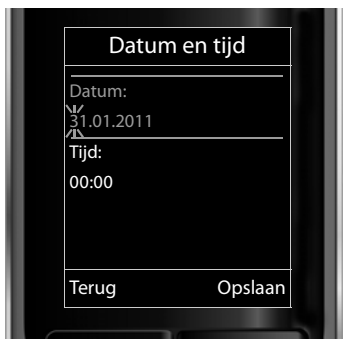 Datum en tijd
Datum:
31.01.2011
Tijd:
00:00
Terug Opslaan